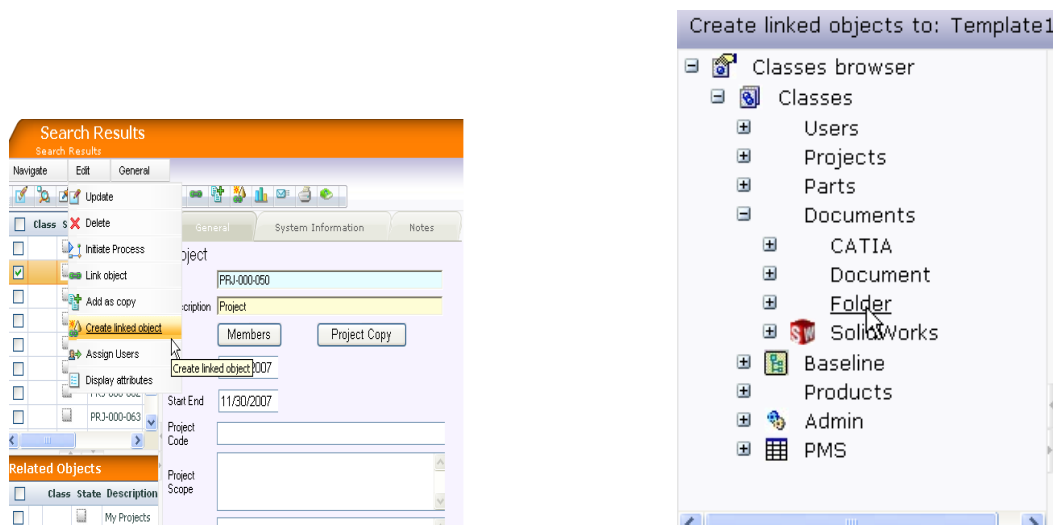 Search Results
Search Results
Navigate Edit General
Update
Class S
Delete
General System Information Notes
Initiate Process
oject
Link object
PRJ-000-050
Add as copy
scription Project
Create linked object
Members Project Copy
Assign Users
Create linked object 2007
Display attributes
Start End 11/30/2007
PRJ-000-063
Project Code
Project Scope
Related Objects
Class State Description
My Projects
Create linked objects to: Template1
Classes browser
Classes
Users
Projects
Parts
Documents
CATIA
Document
Folder
SolidWorks
Baseline
Products
Admin
PMS